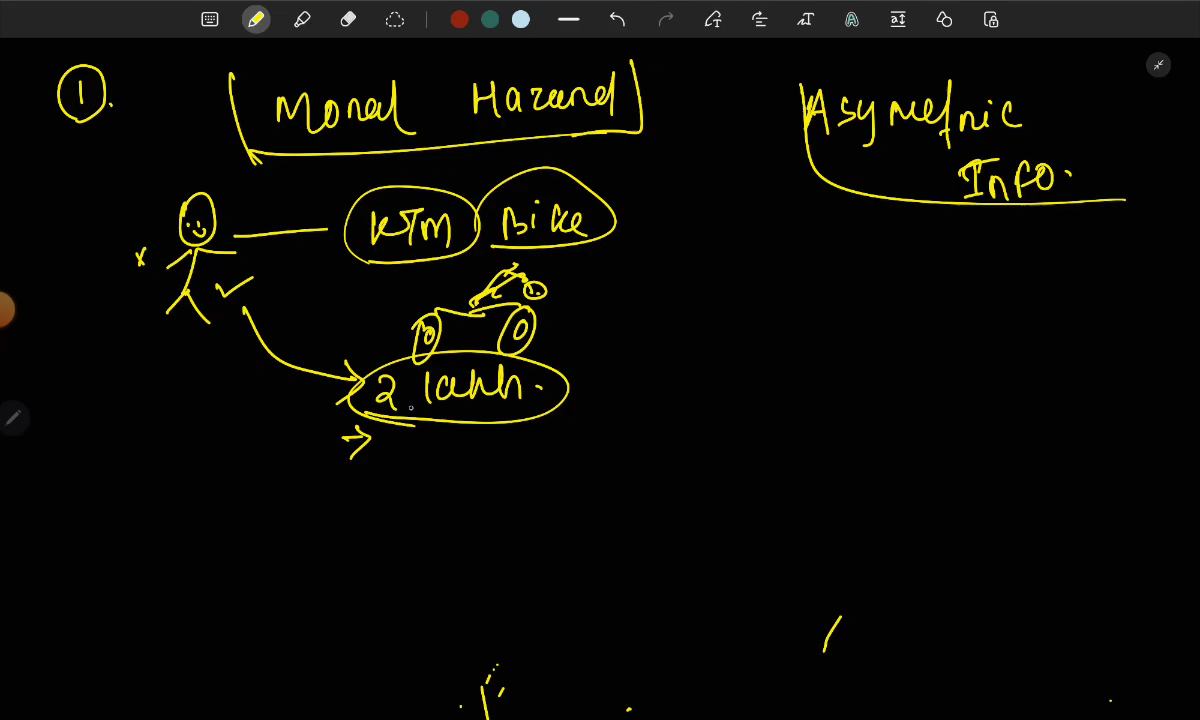 1.
Moral Hazard
Asymetric
Info.
KTM Bike
2 lakh.